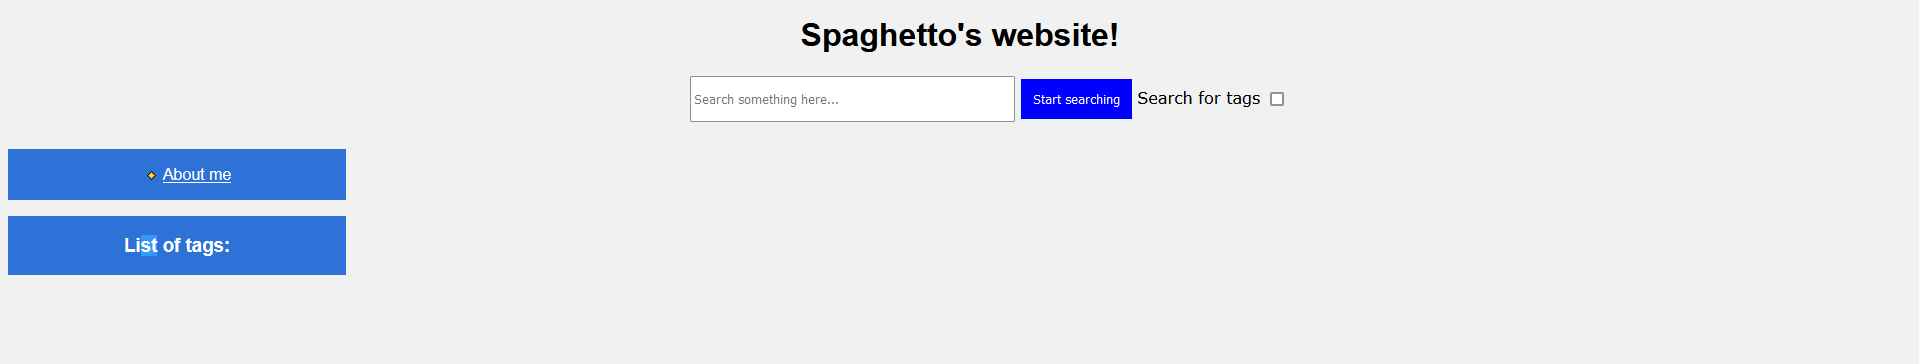 Spaghetto's website!
Search something here... Start searching Search for tags
About me
List of tags: